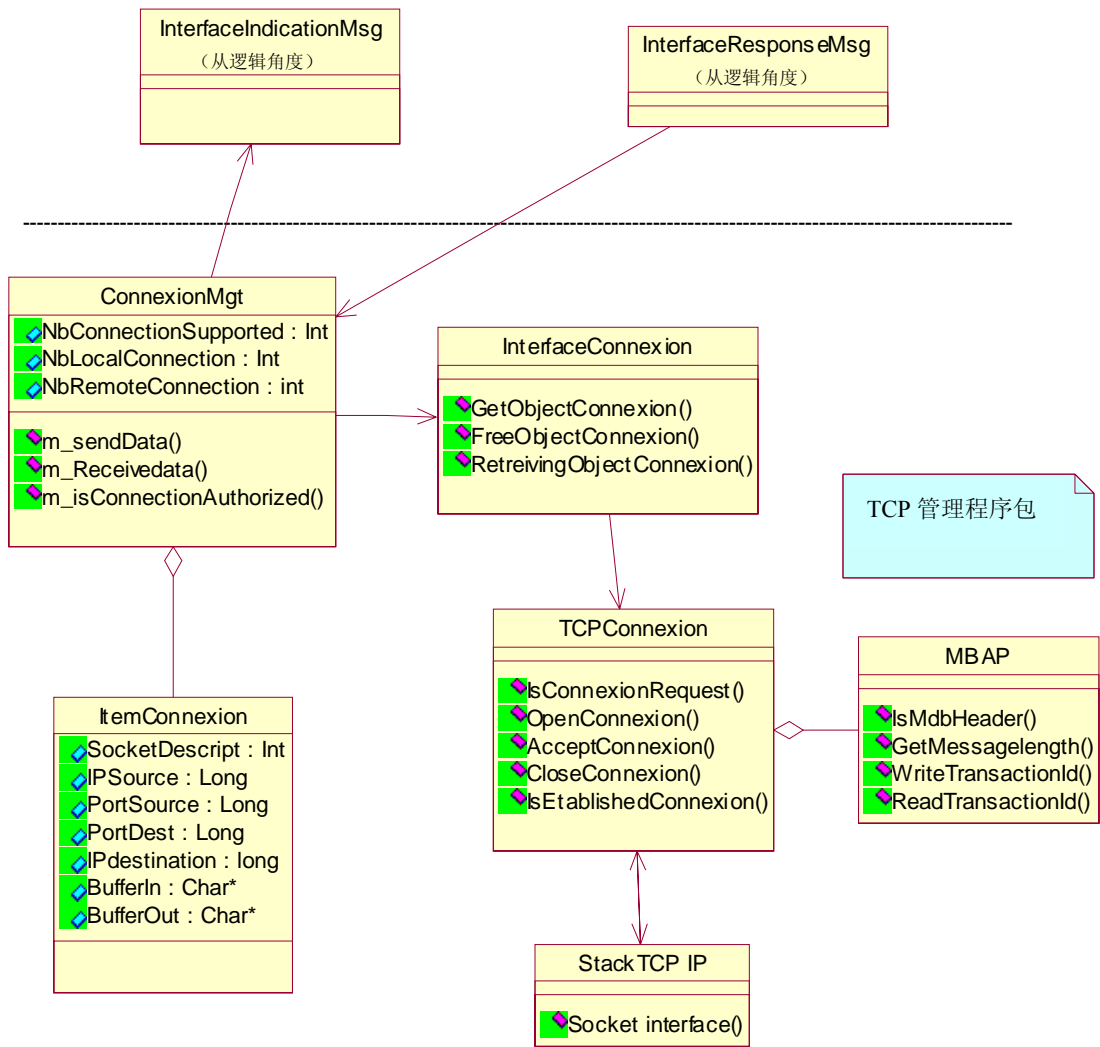 InterfaceIndicationMsg
（从逻辑角度）
InterfaceResponseMsg
（从逻辑角度）
ConnexionMgt
NbConnectionSupported : Int
NbLocalConnection : Int
NbRemoteConnection : int
m_sendData()
m_Receivedata()
m_isConnectionAuthorized()
InterfaceConnexion
GetObjectConnexion()
FreeObjectConnexion()
RetreivingObjectConnexion()
TCP 管理程序包
TCPConnexion
IsConnexionRequest()
OpenConnexion()
AcceptConnexion()
CloseConnexion()
IsEtablishedConnexion()
MBAP
IsMdbHeader()
GetMessagelength()
WriteTransactionId()
ReadTransactionId()
ItemConnexion
SocketDescript : Int
IPSource : Long
PortSource : Long
PortDest : Long
IPdestination : long
BufferIn : Char*
BufferOut : Char*
StackTCP IP
Socket interface()